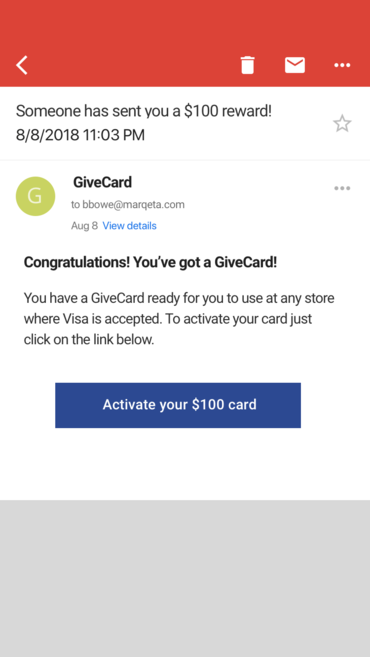 Someone has sent you a $100 reward!
8/8/2018 11:03 PM
G
GiveCard
to bbowe@marqeta.com
Aug 8 View details
Congratulations! You've got a GiveCard!
You have a GiveCard ready for you to use at any store
where Visa is accepted. To activate your card just
click on the link below.
Activate your $100 card